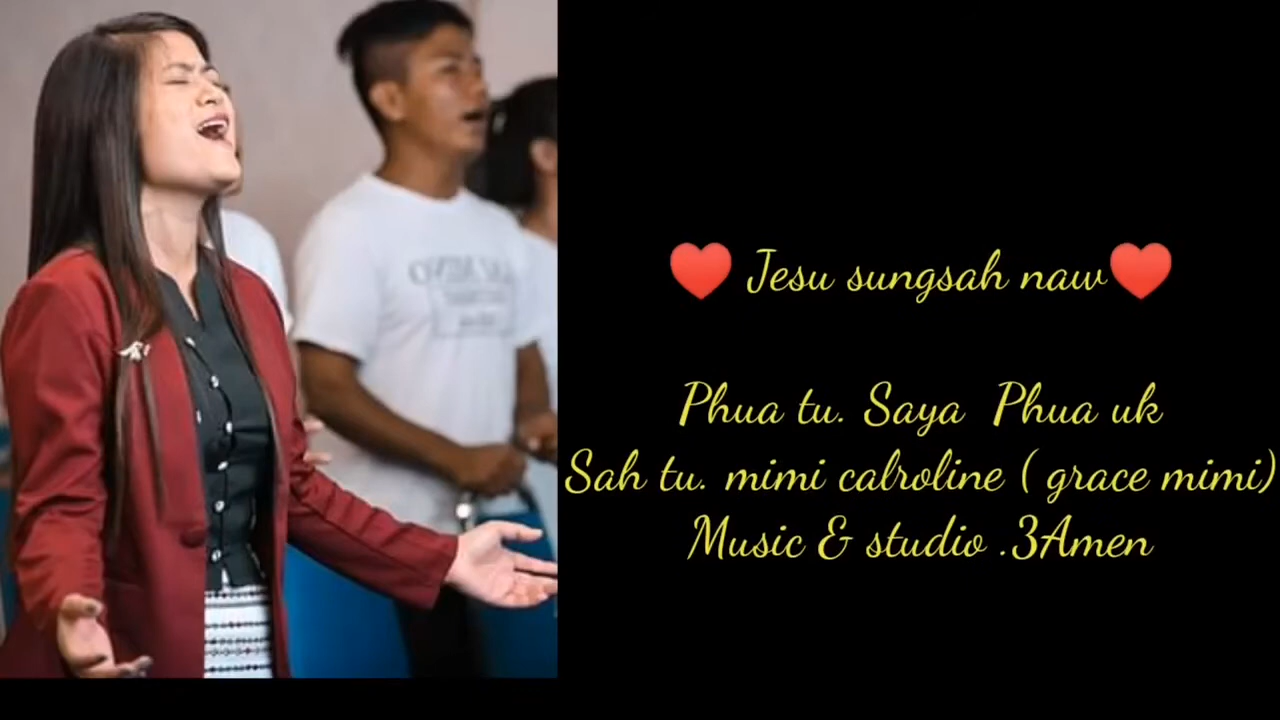 ❤️ Jesu sungsah naw❤️
Phua tu. Saya Phua uk
Sah tu. mimi calroline ( grace mimi)
Music & studio .3Amen